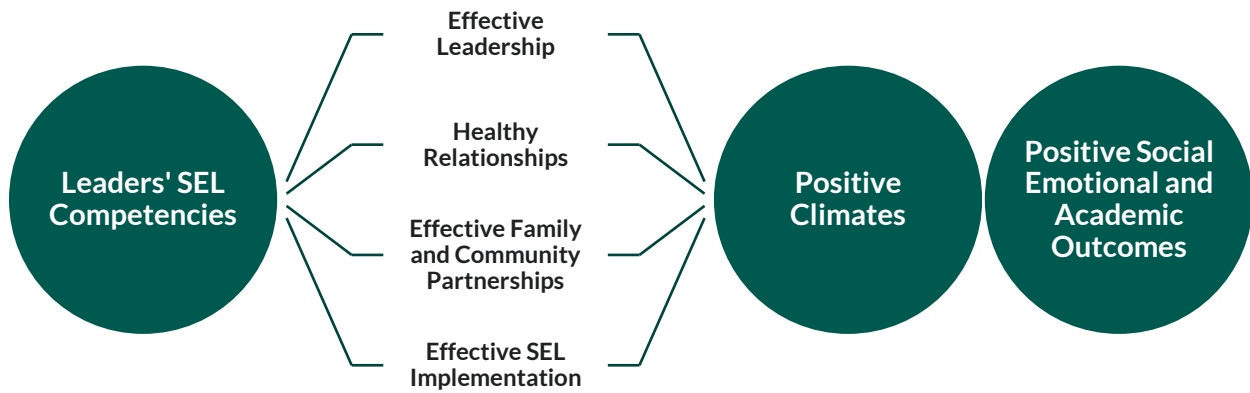 Leaders' SEL
Competencies
Effective
Leadership
Healthy
Relationships
Effective Family
and Community
Partnerships
Effective SEL
Implementation
Positive
Climates
Positive Social
Emotional and
Academic
Outcomes